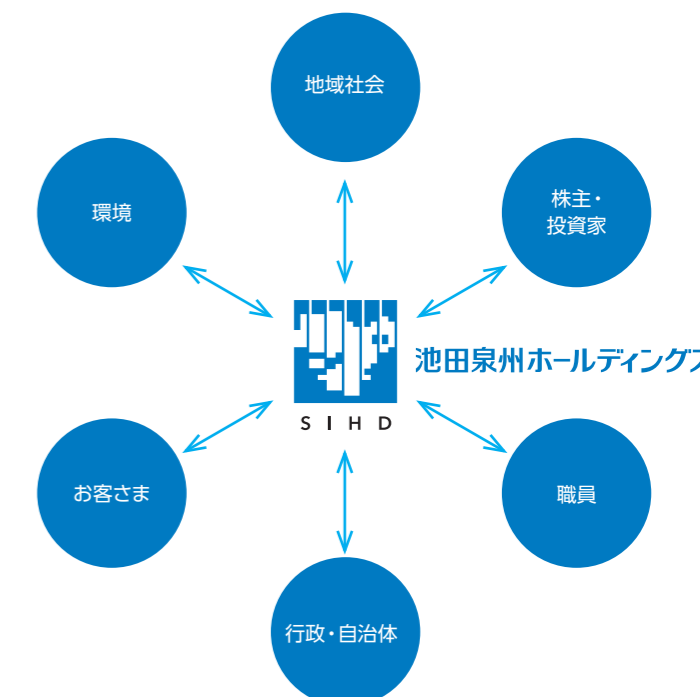 地域社会
環境
株主・
投資家
池田泉州ホールディングス
SIHD
お客さま
職員
行政・自治体